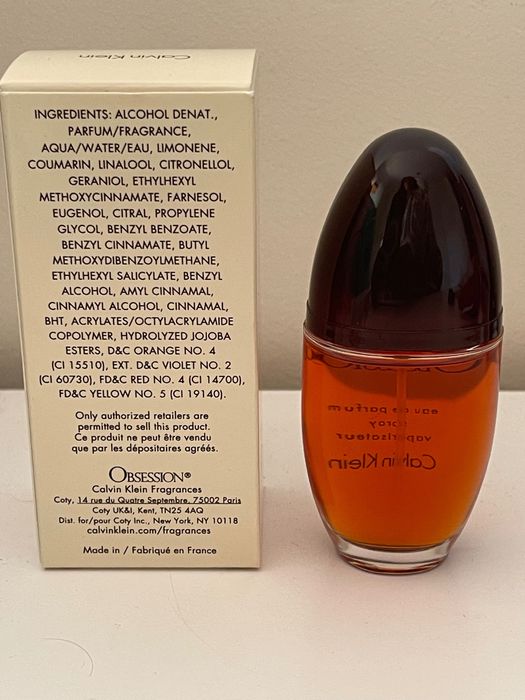 Calvin Klein
INGREDIENTS: ALCOHOL DENAT.,
PARFUM/FRAGRANCE,
AQUA/WATER/EAU, LIMONENE,
COUMARIN, LINALOOL, CITRONELLOL,
GERANIOL, ETHYLHEXYL
METHOXYCINNAMATE, FARNESOL,
EUGENOL, CITRAL, PROPYLENE
GLYCOL, BENZYL BENZOATE,
BENZYL CINNAMATE, BUTYL
METHOXYDIBENZOYLMETHANE,
ETHYLHEXYL SALICYLATE, BENZYL
ALCOHOL, AMYL CINNAMAL,
CINNAMYL ALCOHOL, CINNAMAL,
BHT, ACRYLATES/OCTYLACRYLAMIDE
COPOLYMER, HYDROLYZED JOJOBA
ESTERS, D&C ORANGE NO. 4
(CI 15510), EXT. D&C VIOLET NO. 2
(CI 60730), FD&C RED NO. 4 (CI 14700),
FD&C YELLOW NO. 5 (CI 19140).
Only authorized retailers are
permitted to sell this product.
Ce produit ne peut être vendu
que par les dépositaires agréés.
OBSESSION®
Calvin Klein Fragrances
Coty, 14 rue du Quatre Septembre, 75002 Paris
Coty UK&I, Kent, TN25 4AQ
Dist. for/pour Coty Inc., New York, NY 10118
calvinklein.com/fragrances
Made in / Fabriqué en France
eau de parfum
spray
vaporisateur
Calvin Klein